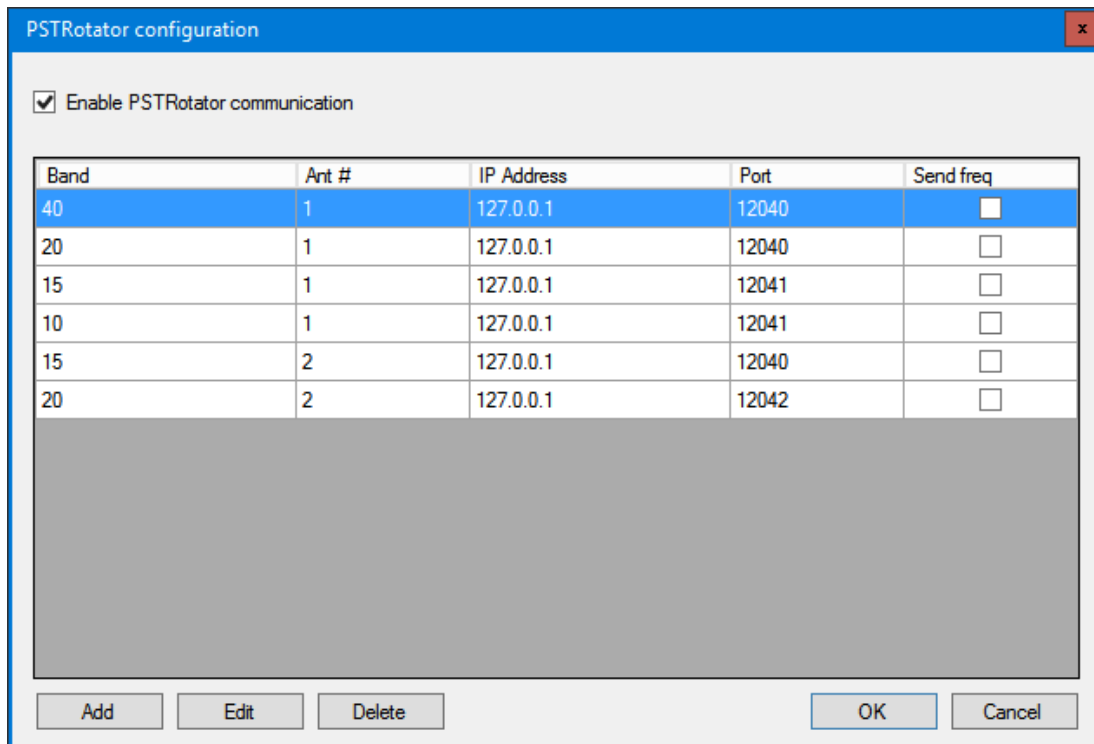 PSTRotator configuration
x
Enable PSTRotator communication
Band Ant # IP Address Port Send freq
40 1 127.0.0.1 12040
20 1 127.0.0.1 12040
15 1 127.0.0.1 12041
10 1 127.0.0.1 12041
15 2 127.0.0.1 12040
20 2 127.0.0.1 12042
Add Edit Delete OK Cancel